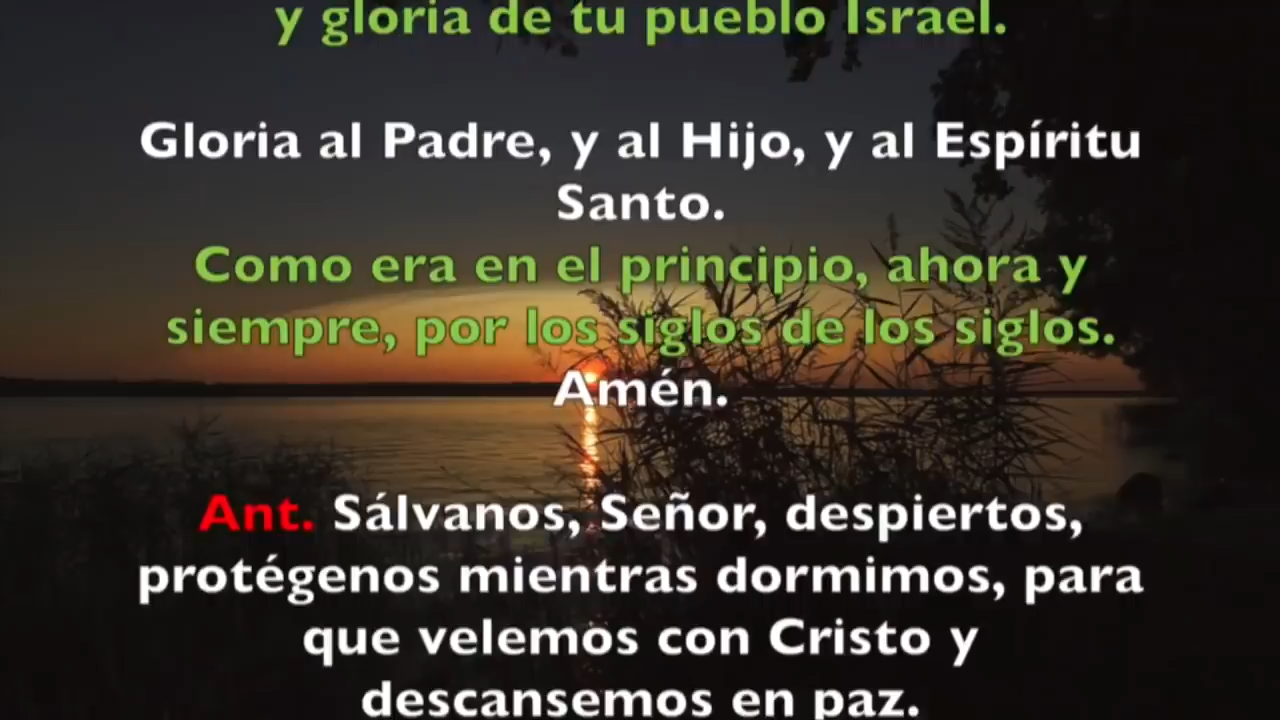 y gloria de tu pueblo Israel.
Gloria al Padre, y al Hijo, y al Espíritu
Santo.
Como era en el principio, ahora y
siempre, por los siglos de los siglos.
Amén.
Ant. Sálvanos, Señor, despiertos,
protégenos mientras dormimos, para
que velemos con Cristo y
descansemos en paz.